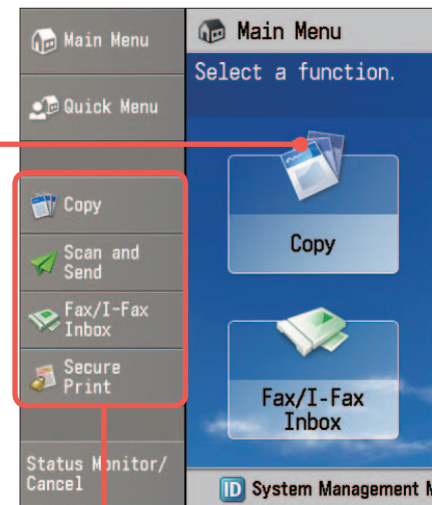 Main Menu
Quick Menu
Copy
Scan and
Send
Fax/I-Fax
Inbox
Secure
Print
Status Monitor/
Cancel
Main Menu
Select a function.
Copy
Fax/I-Fax
Inbox
ID System Management M